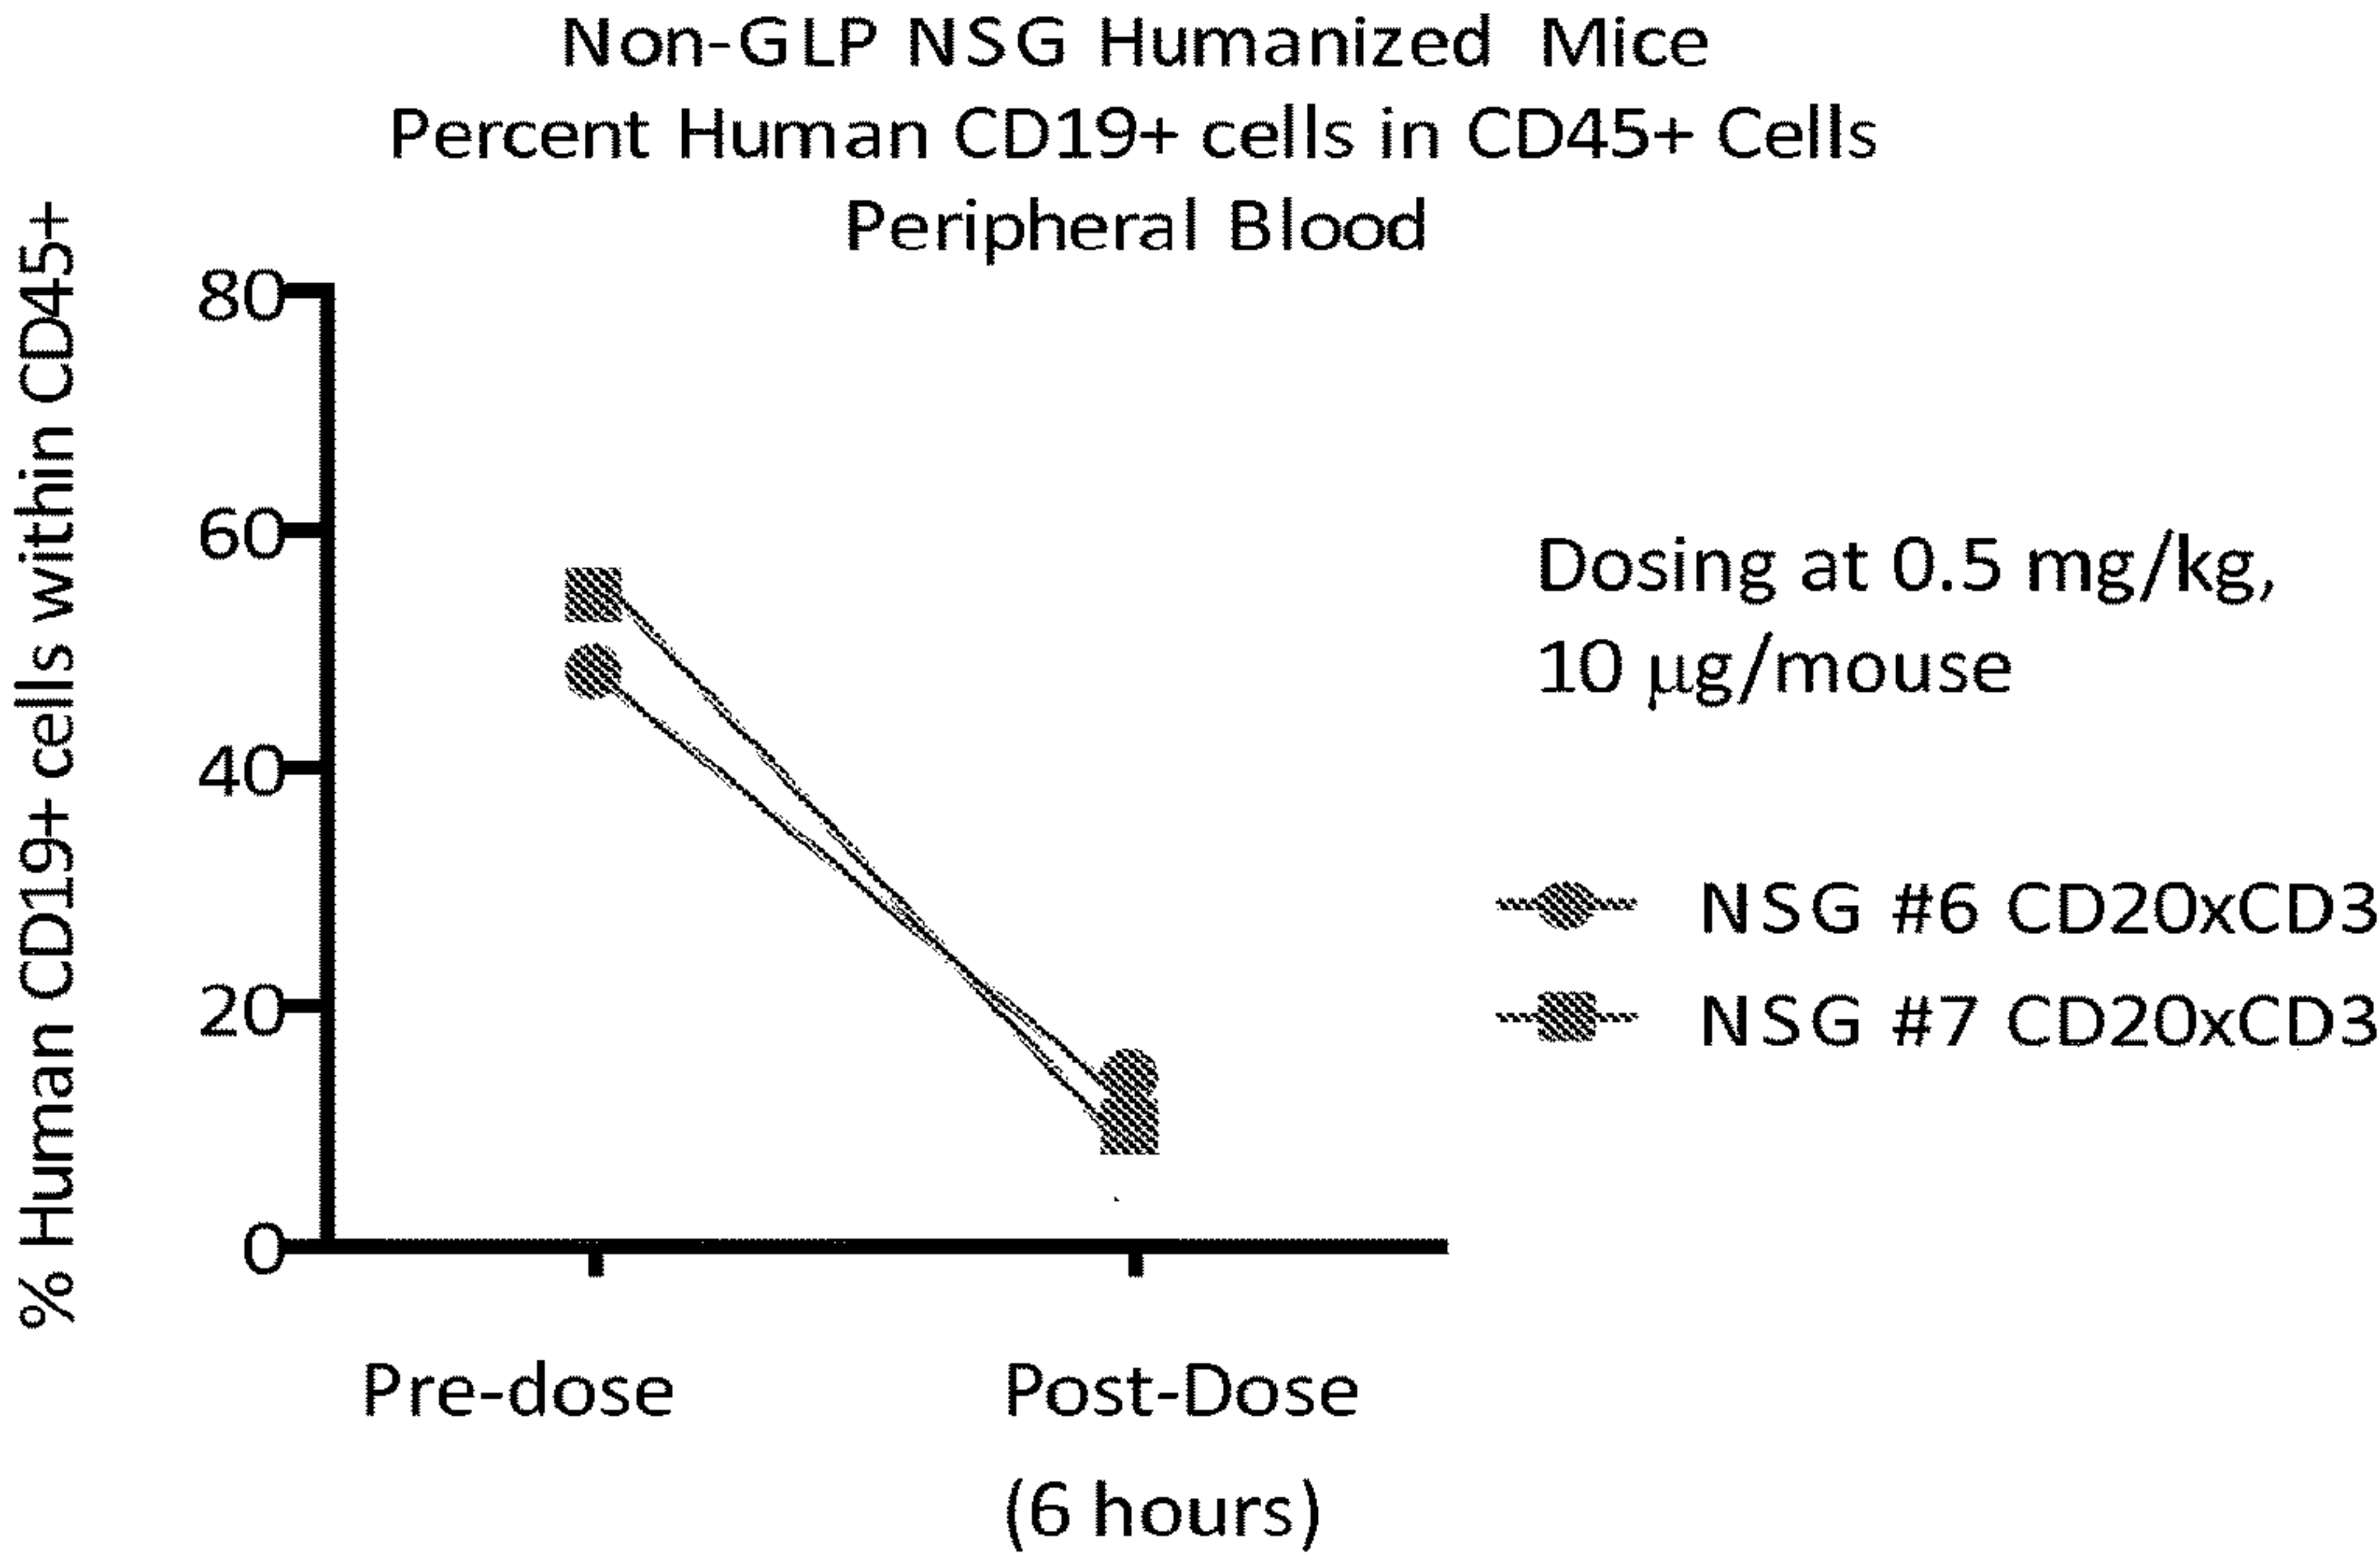 Non-GLP NSG Humanized Mice
Percent Human CD19+ cells in CD45+ Cells
Peripheral Blood
% Human CD19+ cells within CD45+
80
60
40
20
0
Pre-dose
Post-Dose
(6 hours)
Dosing at 0.5 mg/kg,
10 µg/mouse
NSG #6 CD20xCD3
NSG #7 CD20xCD3